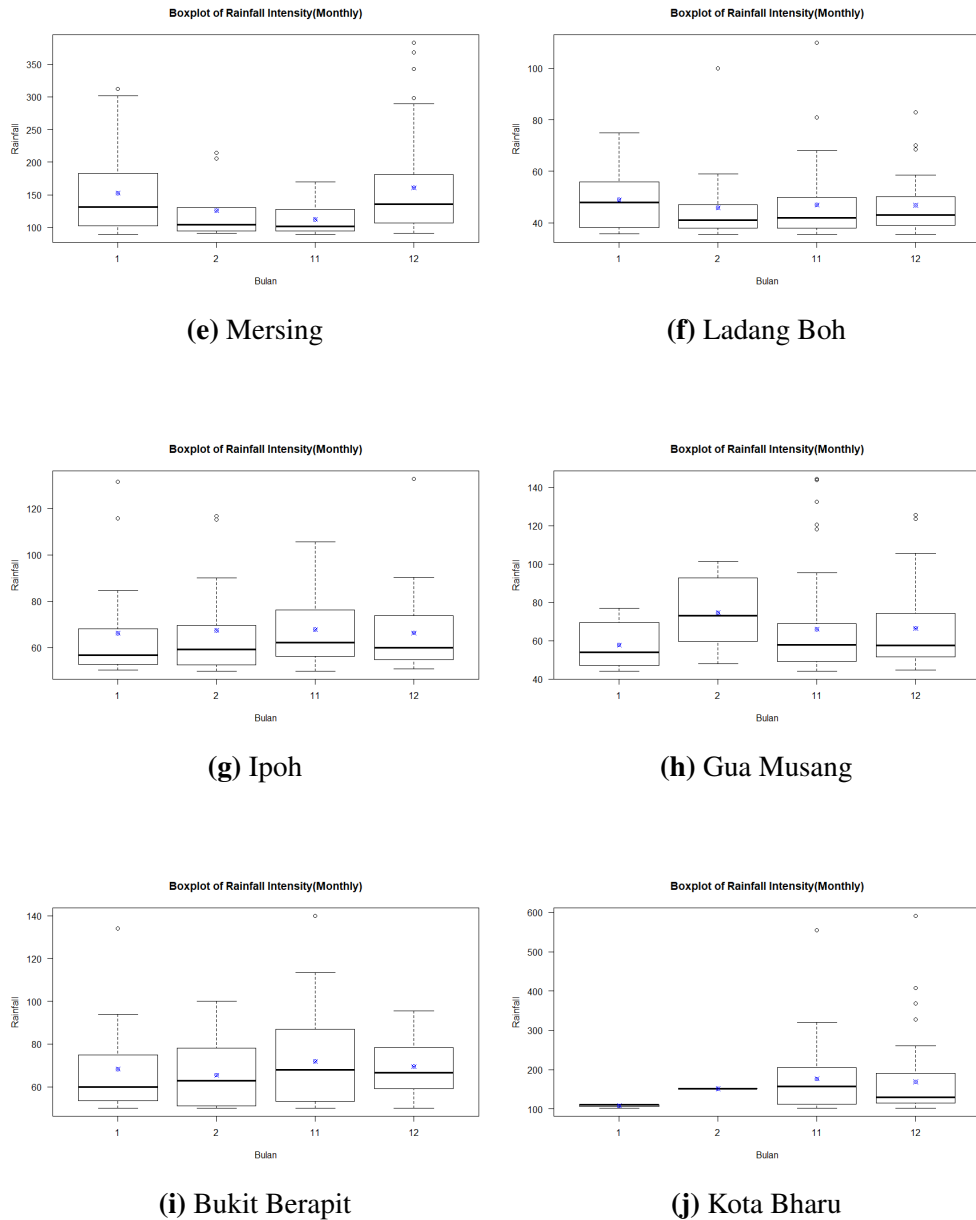 Boxplot of Rainfall Intensity(Monthly)
Rainfall
350
300
250
200
150
100
1 2 11 12
Bulan
(e) Mersing
Boxplot of Rainfall Intensity(Monthly)
Rainfall
100
80
60
40
1 2 11 12
Bulan
(f) Ladang Boh
Boxplot of Rainfall Intensity(Monthly)
Rainfall
120
100
80
60
1 2 11 12
Bulan
(g) Ipoh
Boxplot of Rainfall Intensity(Monthly)
Rainfall
140
120
100
80
60
40
1 2 11 12
Bulan
(h) Gua Musang
Boxplot of Rainfall Intensity(Monthly)
Rainfall
140
120
100
80
60
1 2 11 12
Bulan
(i) Bukit Berapit
Boxplot of Rainfall Intensity(Monthly)
Rainfall
600
500
400
300
200
100
1 2 11 12
Bulan
(j) Kota Bharu